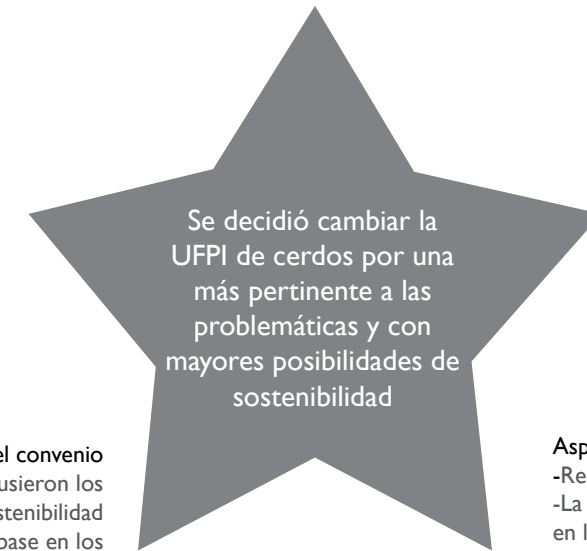 Se decidió cambiar la
UFPI de cerdos por una
más pertinente a las
problemáticas y con
mayores posibilidades de
sostenibilidad
el convenio
usieron los
stenibilidad
base en los
Asp
-Re
-La
en l